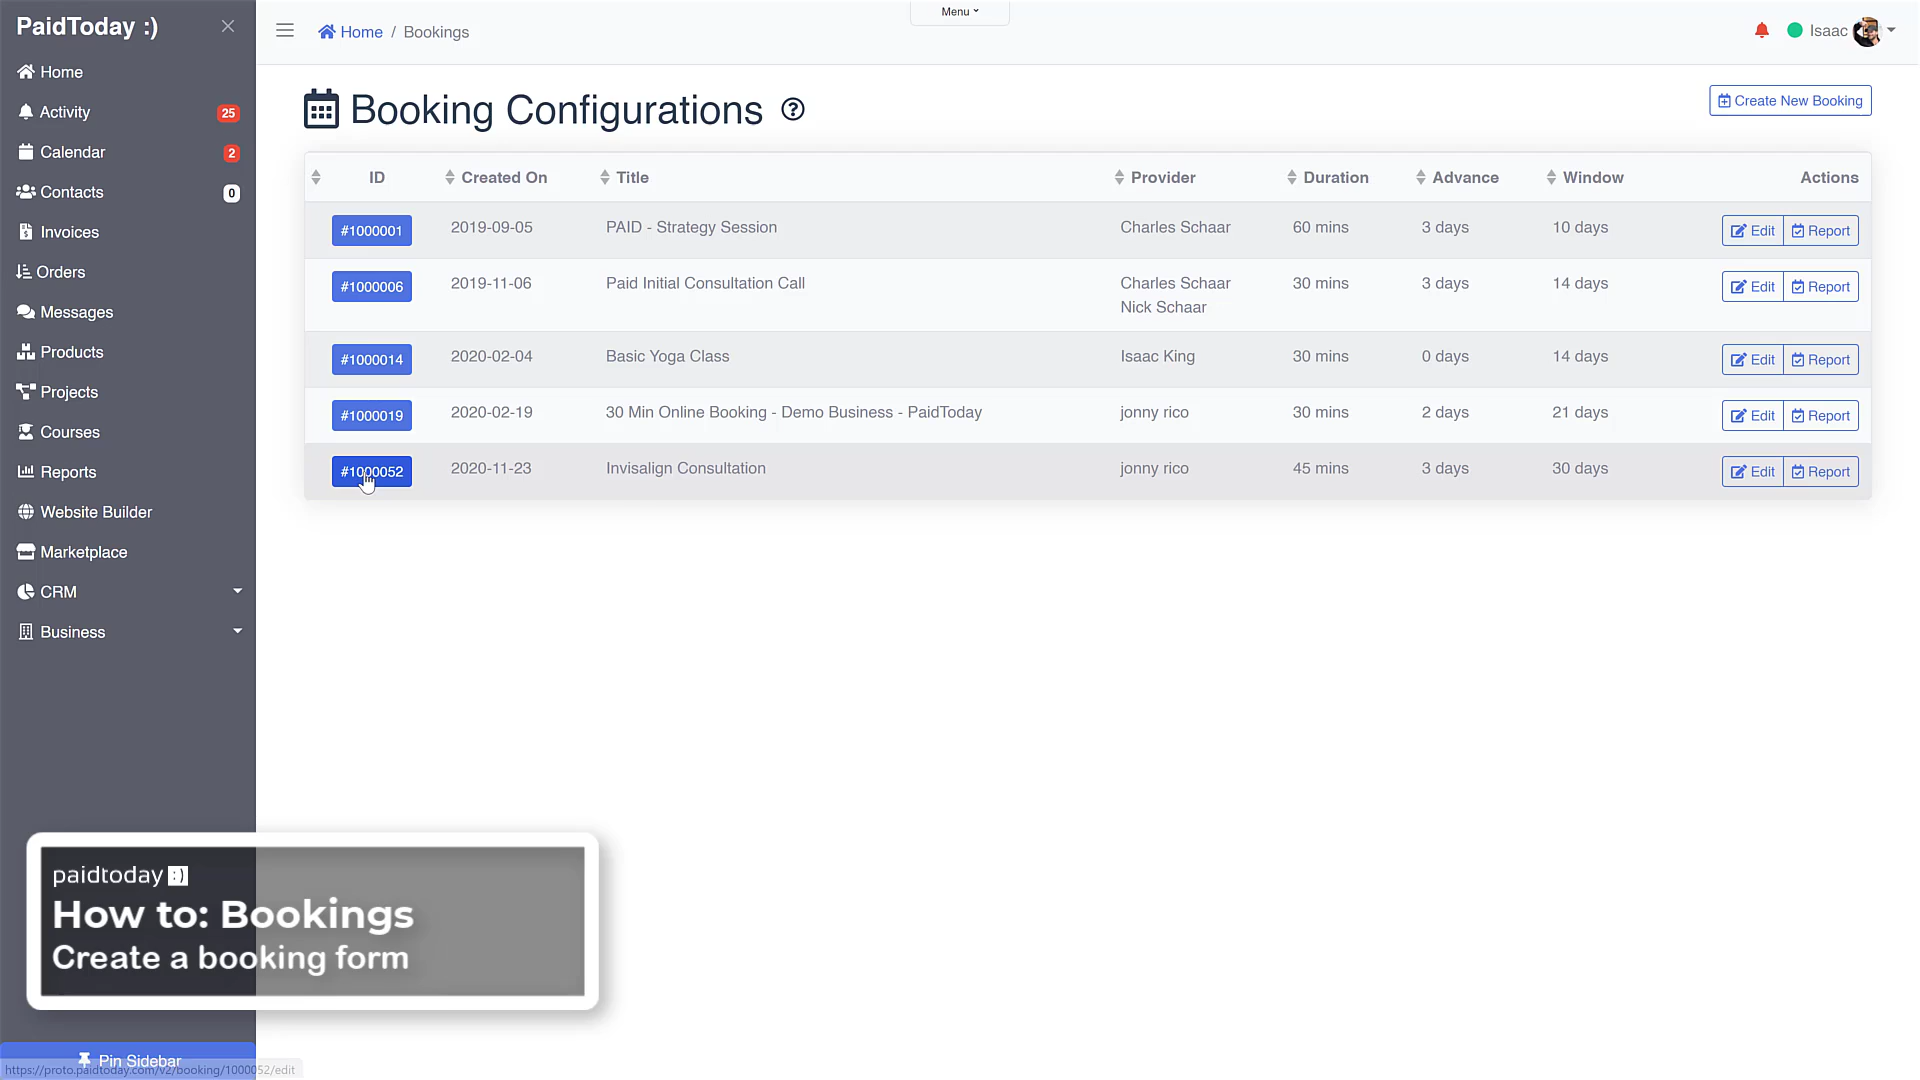 PaidToday :)
Home
Activity
25
Calendar
2
Contacts
0
Invoices
Orders
Messages
Products
Projects
Courses
Reports
Website Builder
Marketplace
CRM
Business
Pin Sidebar
https://proto.paidtoday.com/v2/booking/1000052/edit
Menu
Home / Bookings
Isaac
Booking Configurations
Create New Booking
ID Created On Title Provider Duration Advance Window Actions
#1000001 2019-09-05 PAID - Strategy Session Charles Schaar 60 mins 3 days 10 days Edit Report
#1000006 2019-11-06 Paid Initial Consultation Call Charles Schaar 30 mins 3 days 14 days Edit Report
Nick Schaar
#1000014 2020-02-04 Basic Yoga Class Isaac King 30 mins 0 days 14 days Edit Report
#1000019 2020-02-19 30 Min Online Booking - Demo Business - PaidToday jonny rico 30 mins 2 days 21 days Edit Report
#1000052 2020-11-23 Invisalign Consultation jonny rico 45 mins 3 days 30 days Edit Report
paidtoday :)
How to: Bookings
Create a booking form